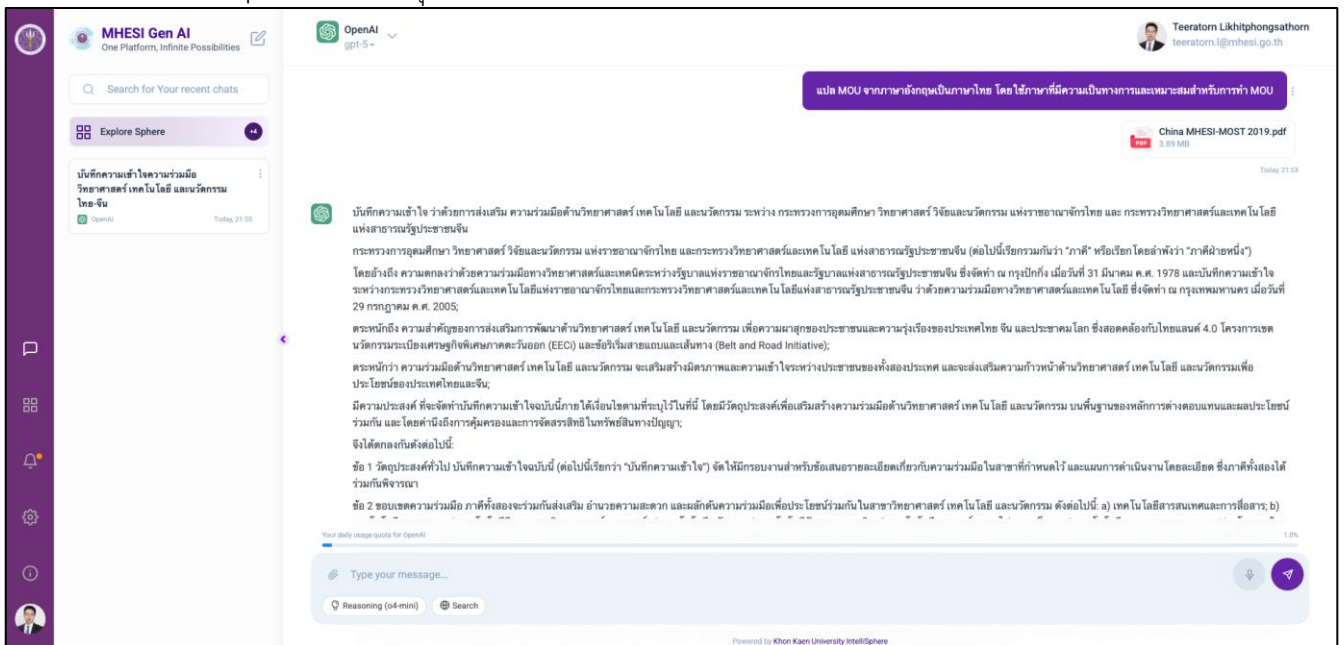 MHESI Gen AI
One Platform, Infinite Possibilities
Search for Your recent chats
Explore Sphere
+4
บันทึกความเข้าใจความร่วมมือ
วิทยาศาสตร์ เทคโนโลยี และนวัตกรรม
ไทย-จีน
OpenAI
Today, 21:53
OpenAI
gpt-5
Teeratorn Likhitphongsathorn
teeratorn.l@mhesi.go.th
แปล MOU จากภาษาอังกฤษเป็นภาษาไทย โดยใช้ภาษาที่มีความเป็นทางการและเหมาะสมสำหรับการทำ MOU
PDF
China MHESI-MOST 2019.pdf
3.89 MB
Today, 21:53
บันทึกความเข้าใจ ว่าด้วยการส่งเสริม ความร่วมมือด้านวิทยาศาสตร์ เทคโนโลยี และนวัตกรรม ระหว่าง กระทรวงการอุดมศึกษา วิทยาศาสตร์ วิจัยและนวัตกรรม แห่งราชอาณาจักรไทย และ กระทรวงวิทยาศาสตร์และเทคโนโลยี
แห่งสาธารณรัฐประชาชนจีน
กระทรวงการอุดมศึกษา วิทยาศาสตร์ วิจัยและนวัตกรรม แห่งราชอาณาจักรไทย และกระทรวงวิทยาศาสตร์และเทคโนโลยี แห่งสาธารณรัฐประชาชนจีน (ต่อไปนี้เรียกรวมกันว่า "ภาคี" หรือเรียกโดยลำพังว่า "ภาคีฝ่ายหนึ่ง")
โดยอ้างถึง ความตกลงว่าด้วยความร่วมมือทางวิทยาศาสตร์และเทคนิคระหว่างรัฐบาลแห่งราชอาณาจักรไทยและรัฐบาลแห่งสาธารณรัฐประชาชนจีน ซึ่งจัดทำ ณ กรุงปักกิ่ง เมื่อวันที่ 31 มีนาคม ค.ศ. 1978 และบันทึกความเข้าใจ
ระหว่างกระทรวงวิทยาศาสตร์และเทคโนโลยีแห่งราชอาณาจักรไทยและกระทรวงวิทยาศาสตร์และเทคโนโลยีแห่งสาธารณรัฐประชาชนจีน ว่าด้วยความร่วมมือทางวิทยาศาสตร์และเทคโนโลยี ซึ่งจัดทำ ณ กรุงเทพมหานคร เมื่อวันที่
29 กรกฎาคม ค.ศ. 2005;
ตระหนักถึง ความสำคัญของการส่งเสริมการพัฒนาด้านวิทยาศาสตร์ เทคโนโลยี และนวัตกรรม เพื่อความผาสุกของประชาชนและความรุ่งเรืองของประเทศไทย จีน และประชาคมโลก ซึ่งสอดคล้องกับไทยแลนด์ 4.0 โครงการเขต
นวัตกรรมระเบียงเศรษฐกิจพิเศษภาคตะวันออก (EECi) และข้อริเริ่มสายแถบและเส้นทาง (Belt and Road Initiative);
ตระหนักว่า ความร่วมมือด้านวิทยาศาสตร์ เทคโนโลยี และนวัตกรรม จะเสริมสร้างมิตรภาพและความเข้าใจระหว่างประชาชนของทั้งสองประเทศ และจะส่งเสริมความก้าวหน้าด้านวิทยาศาสตร์ เทคโนโลยี และนวัตกรรมเพื่อ
ประโยชน์ของประเทศไทยและจีน;
มีความประสงค์ ที่จะจัดทำบันทึกความเข้าใจฉบับนี้ภายใต้เงื่อนไขตามที่ระบุไว้ในที่นี้ โดยมีวัตถุประสงค์เพื่อเสริมสร้างความร่วมมือด้านวิทยาศาสตร์ เทคโนโลยี และนวัตกรรม บนพื้นฐานของหลักการต่างตอบแทนและผลประโยชน์
ร่วมกัน และโดยคำนึงถึงการคุ้มครองและการจัดสรรสิทธิในทรัพย์สินทางปัญญา;
จึงได้ตกลงกันดังต่อไปนี้:
ข้อ 1 วัตถุประสงค์ทั่วไป บันทึกความเข้าใจฉบับนี้ (ต่อไปนี้เรียกว่า "บันทึกความเข้าใจ") จัดให้มีกรอบงานสำหรับข้อเสนอรายละเอียดเกี่ยวกับความร่วมมือในสาขาที่กำหนดไว้ และแผนการดำเนินงานโดยละเอียด ซึ่งภาคีทั้งสองได้
ร่วมกันพิจารณา
ข้อ 2 ขอบเขตความร่วมมือ ภาคีทั้งสองจะร่วมกันส่งเสริม อำนวยความสะดวก และผลักดันความร่วมมือเพื่อประโยชน์ร่วมกันในสาขาวิทยาศาสตร์ เทคโนโลยี และนวัตกรรม ดังต่อไปนี้: a) เทคโนโลยีสารสนเทศและการสื่อสาร; b)
Your daily usage quota for OpenAI
1.0%
Type your message...
Reasoning (o4-mini)
Search
Powered by Khon Kaen University IntelliSphere